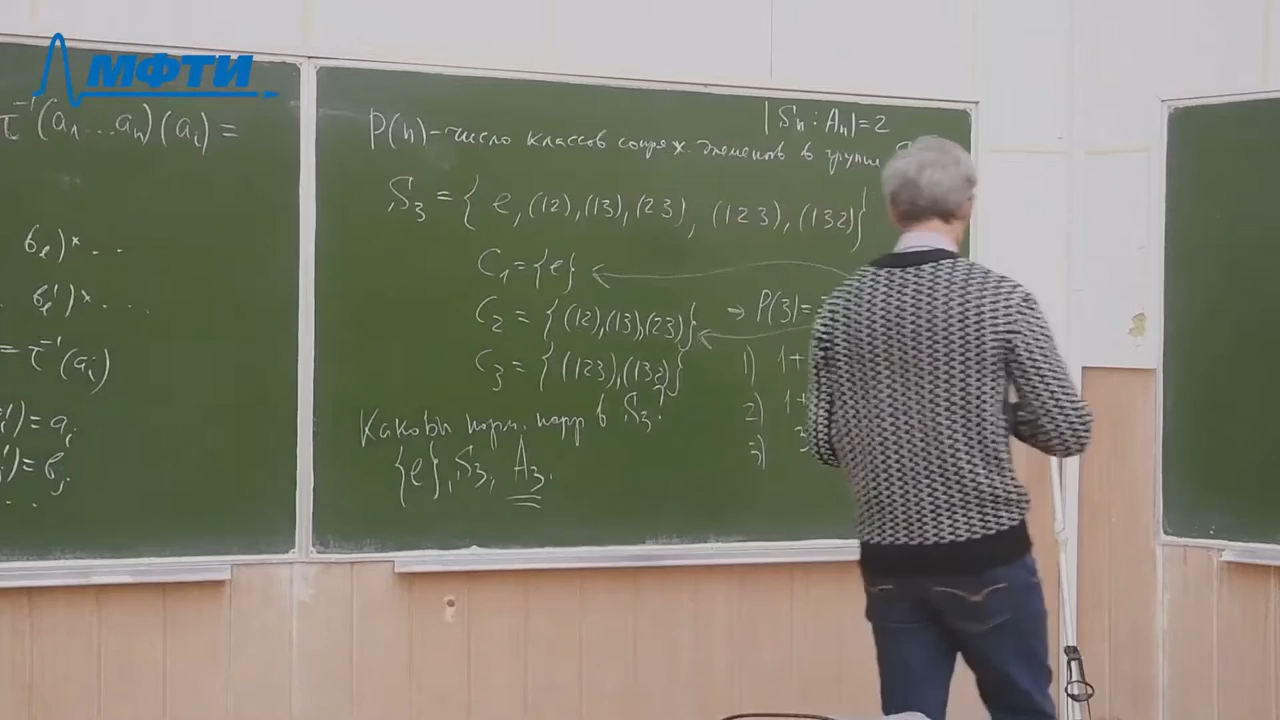 МФТИ
τ⁻¹(a₁...aₙ)(aᵢ) =
bₑ)× ...
bₑ')× ...
= τ⁻¹(aᵢ)
i') = aᵢ
j') = bⱼ
...
|Sₙ : Aₙ| = 2
P(n) - число классов сопряж. элементов в группе
S₃ = { e, (12), (13), (23), (123), (132) }
C₁ = {e}
C₂ = {(12), (13), (23)}
→ P(3) =
C₃ = {(123), (132)}
1) 1+
2) 1+
3) 3
Каковы норм. подгр в S₃?
{e}, S₃, A₃.